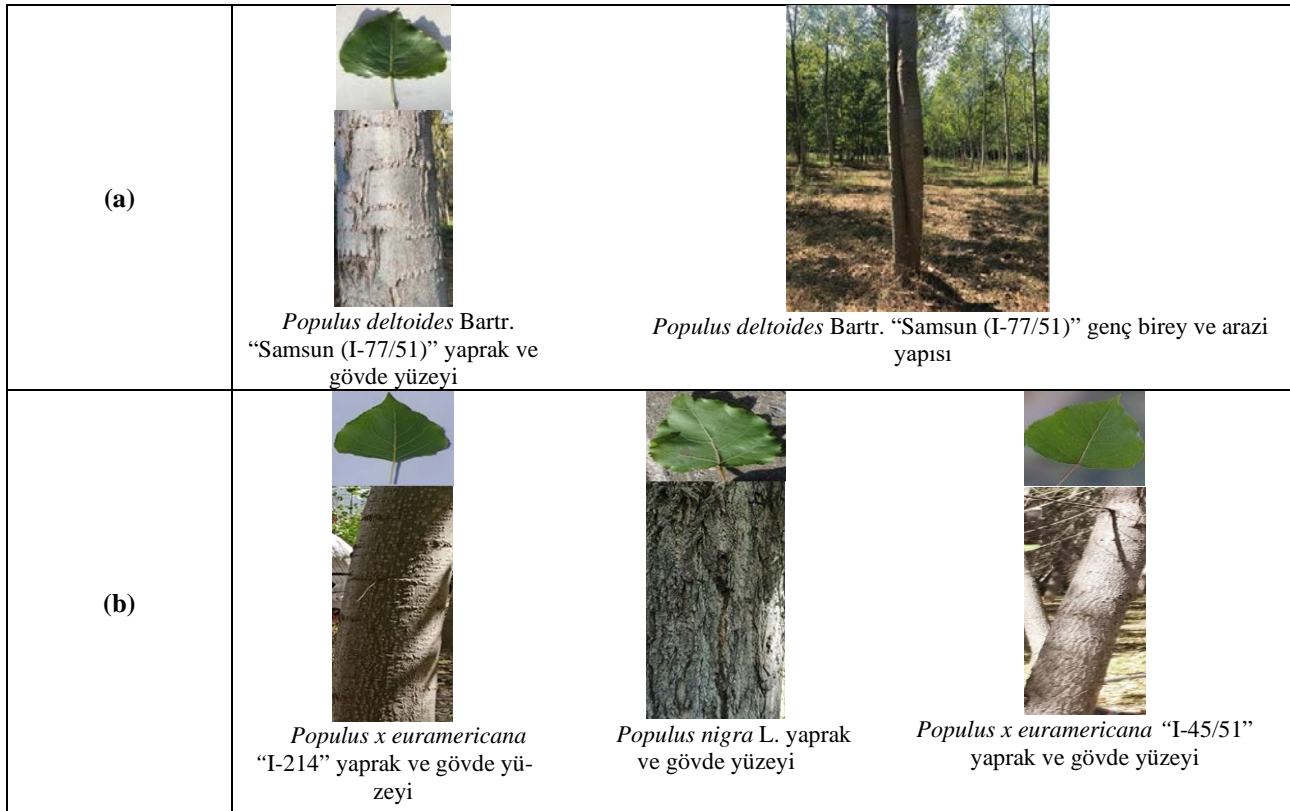 (a)
Populus deltoides Bartr.
“Samsun (I-77/51)” yaprak ve
gövde yüzeyi
Populus deltoides Bartr. “Samsun (I-77/51)” genç birey ve arazi
yapısı
(b)
Populus x euramericana
“I-214” yaprak ve gövde yü-
zeyi
Populus nigra L. yaprak
ve gövde yüzeyi
Populus x euramericana “I-45/51”
yaprak ve gövde yüzeyi